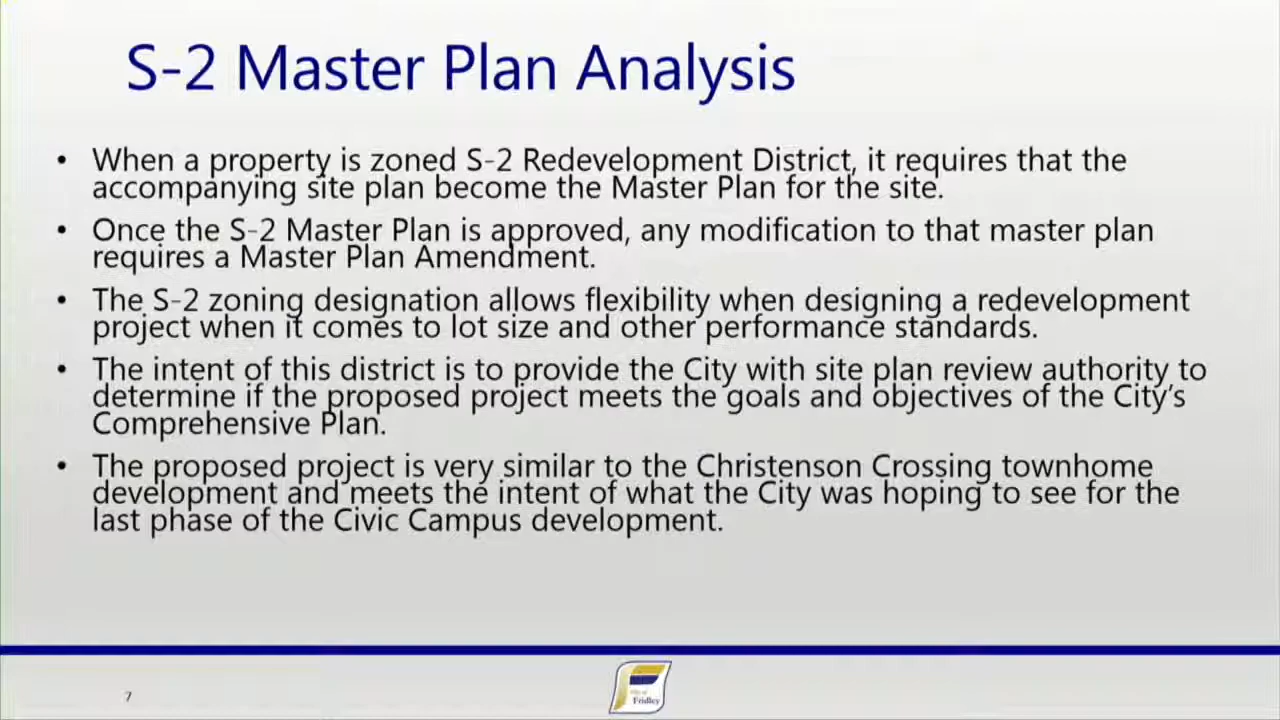 S-2 Master Plan Analysis
• When a property is zoned S-2 Redevelopment District, it requires that the
accompanying site plan become the Master Plan for the site.
• Once the S-2 Master Plan is approved, any modification to that master plan
requires a Master Plan Amendment.
• The S-2 zoning designation allows flexibility when designing a redevelopment
project when it comes to lot size and other performance standards.
• The intent of this district is to provide the City with site plan review authority to
determine if the proposed project meets the goals and objectives of the City's
Comprehensive Plan.
• The proposed project is very similar to the Christenson Crossing townhome
development and meets the intent of what the City was hoping to see for the
last phase of the Civic Campus development.
7
Fridley